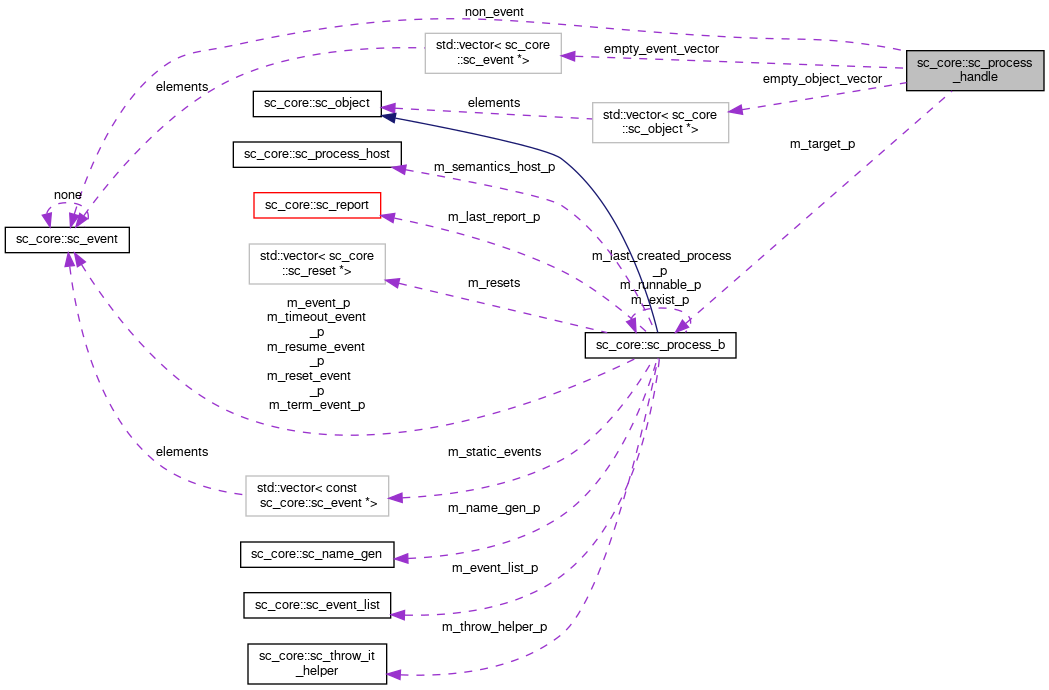 non_event
std::vector< sc_core
::sc_event *>
empty_event_vector
sc_core::sc_process
_handle
elements
empty_object_vector
sc_core::sc_object
elements
std::vector< sc_core
::sc_object *>
m_target_p
sc_core::sc_process_host
m_semantics_host_p
none
sc_core::sc_report
m_last_report_p
sc_core::sc_event
std::vector< sc_core
::sc_reset *>
m_resets
m_last_created_process
_p
m_runnable_p
m_exist_p
m_event_p
m_timeout_event
_p
m_resume_event
_p
m_reset_event
_p
m_term_event_p
sc_core::sc_process_b
elements
m_static_events
std::vector< const
sc_core::sc_event *>
m_name_gen_p
sc_core::sc_name_gen
m_event_list_p
sc_core::sc_event_list
m_throw_helper_p
sc_core::sc_throw_it
_helper